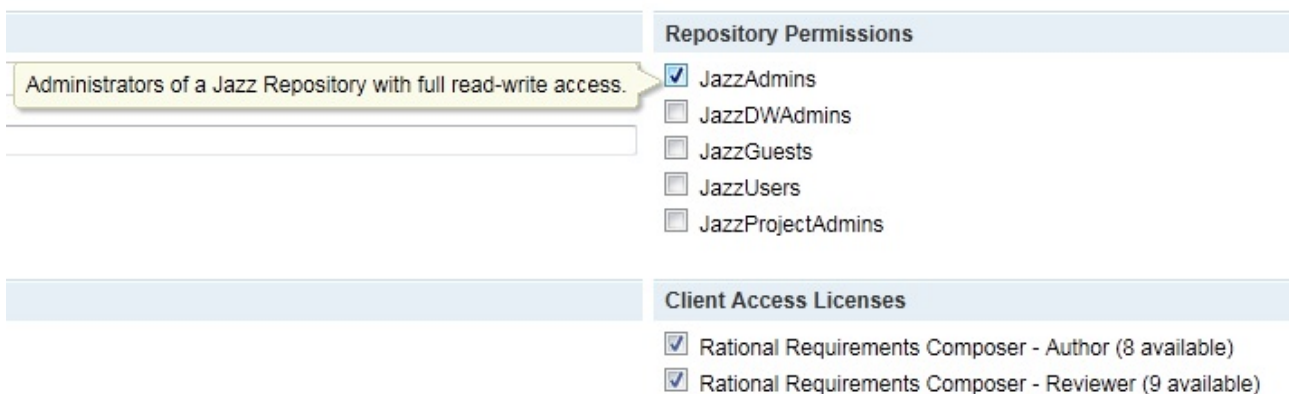 Repository Permissions
Administrators of a Jazz Repository with full read-write access.
JazzAdmins
JazzDWAdmins
JazzGuests
JazzUsers
JazzProjectAdmins
Client Access Licenses
Rational Requirements Composer - Author (8 available)
Rational Requirements Composer - Reviewer (9 available)